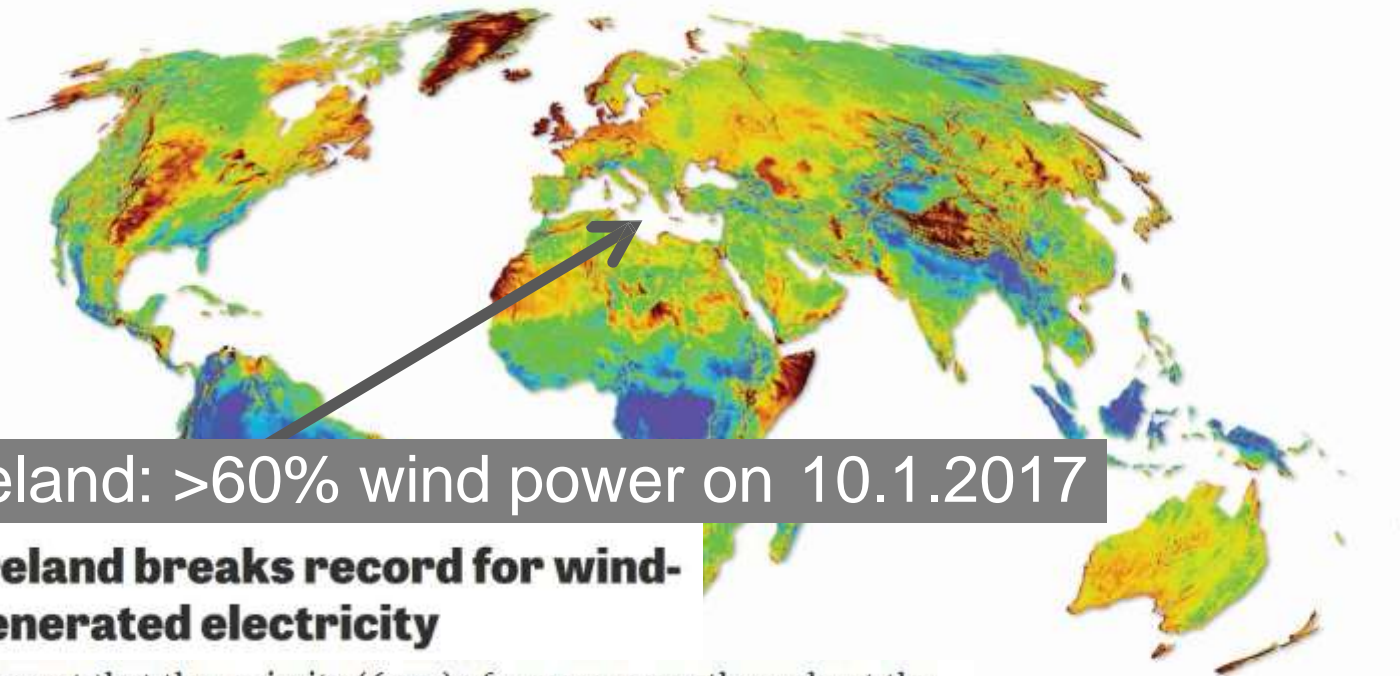 eland: >60% wind power on 10.1.2017
eland breaks record for wind-
enerated electricity